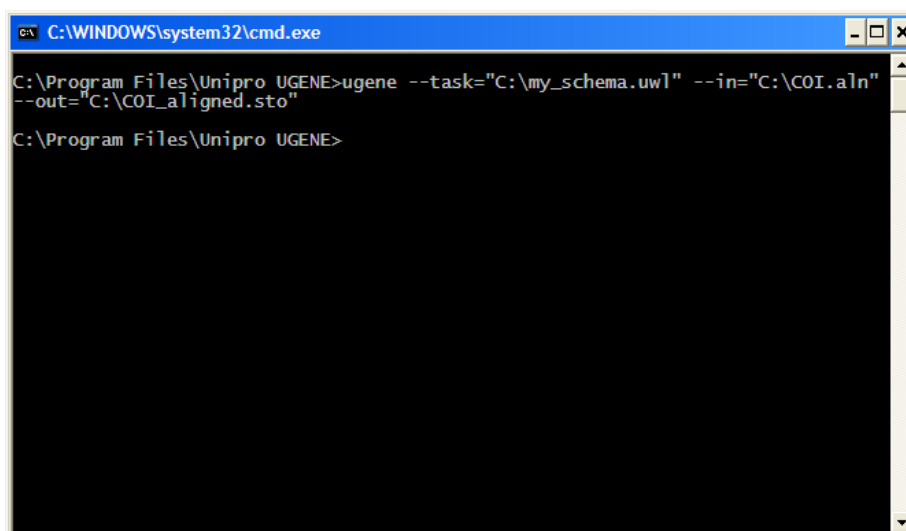 C:\WINDOWS\system32\cmd.exe
C:\Program Files\Unipro UGENE>ugene --task="C:\my_schema.uwl" --in="C:\COI.aln"
--out="C:\COI_aligned.sto"
C:\Program Files\Unipro UGENE>